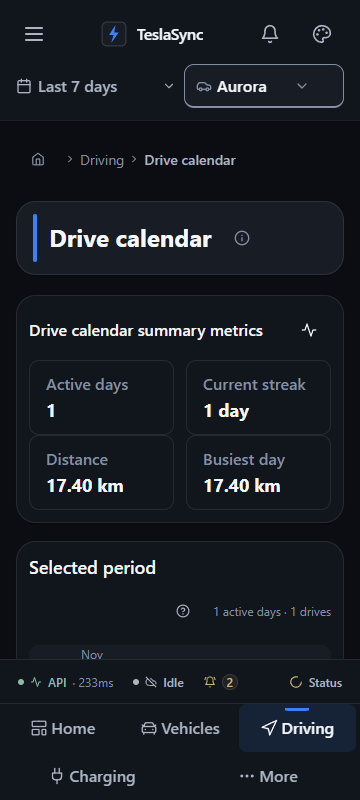 TeslaSync
Last 7 days
Aurora
Driving
Drive calendar
Drive calendar
Drive calendar summary metrics
Active days
1
Current streak
1 day
Distance
17.40 km
Busiest day
17.40 km
Selected period
1 active days · 1 drives
Nov
API · 233ms
Idle
2
Status
Home
Vehicles
Driving
Charging
More